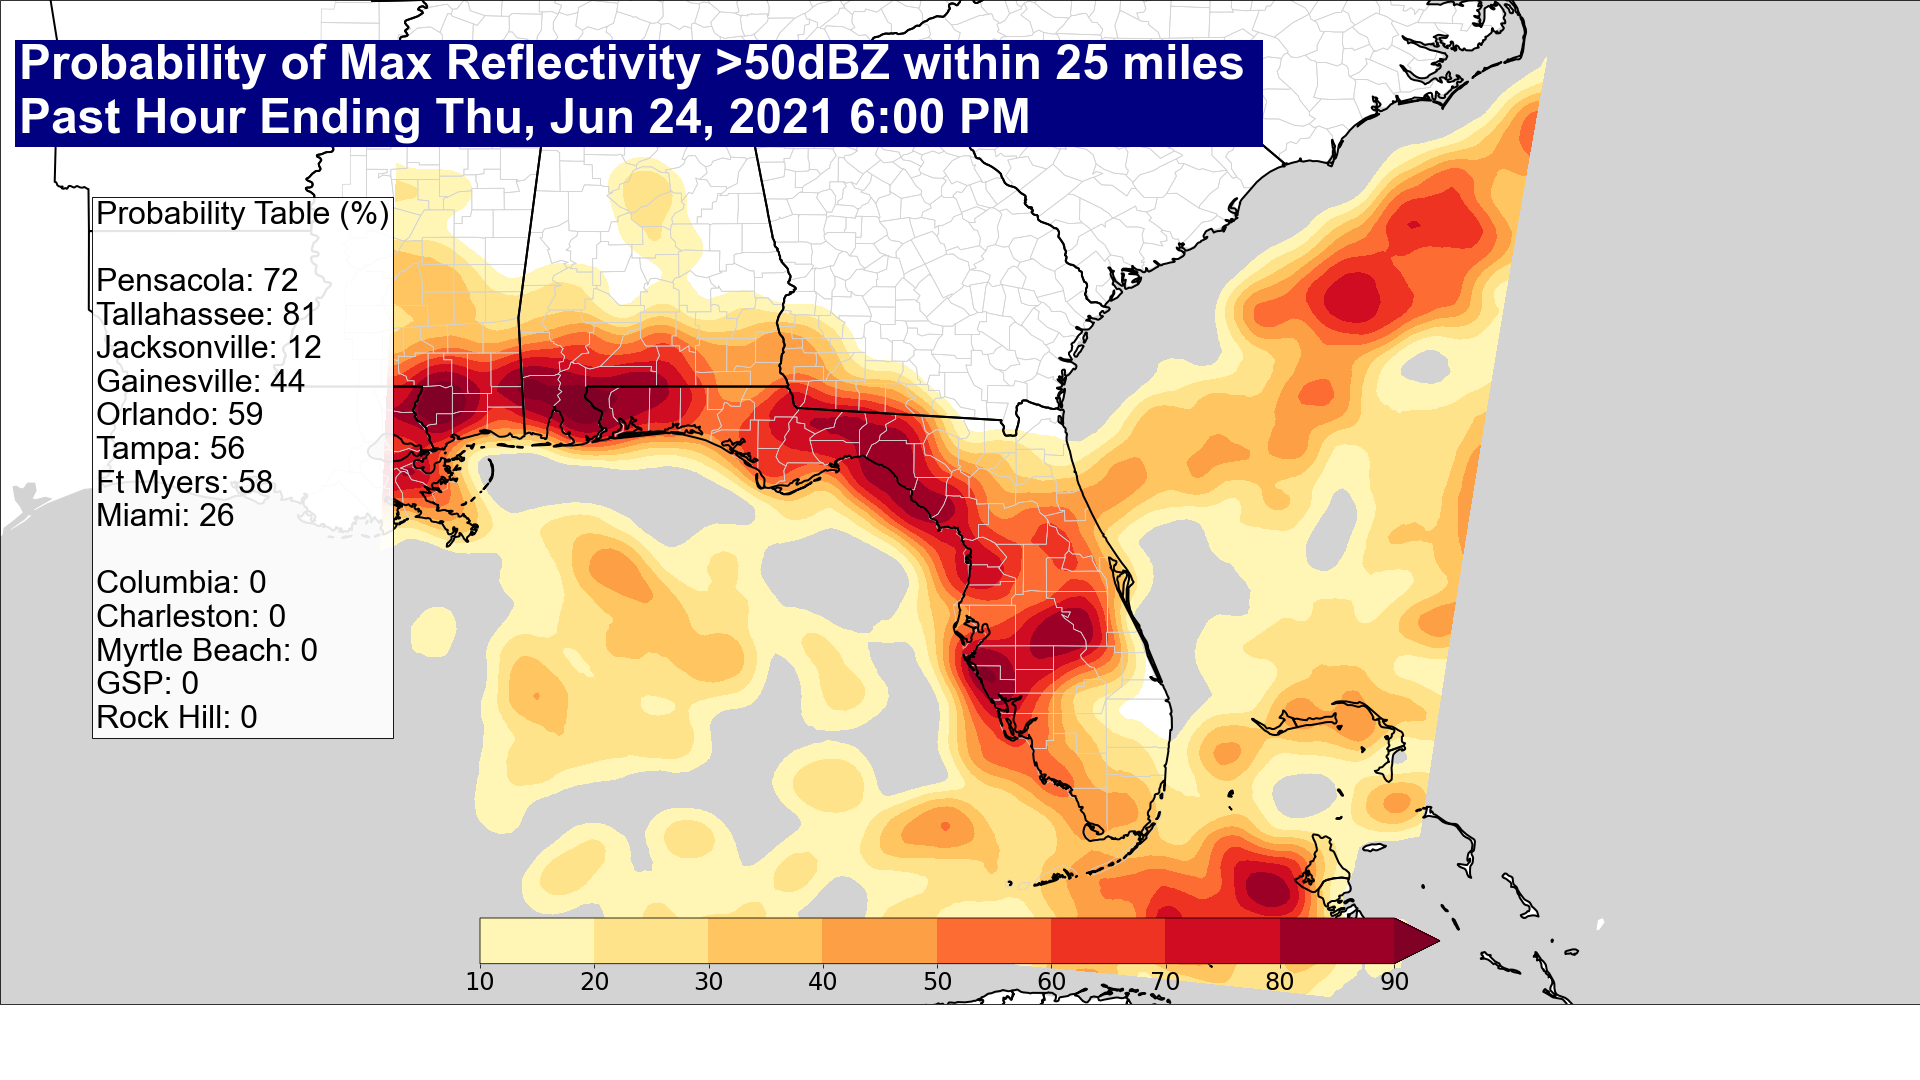 Probability of Max Reflectivity >50dBZ within 25 miles
Past Hour Ending Thu, Jun 24, 2021 6:00 PM
Probability Table (%)
Pensacola: 72
Tallahassee: 81
Jacksonville: 12
Gainesville: 44
Orlando: 59
Tampa: 56
Ft Myers: 58
Miami: 26
Columbia: 0
Charleston: 0
Myrtle Beach: 0
GSP: 0
Rock Hill: 0
10 20 30 40 50 60 70 80 90